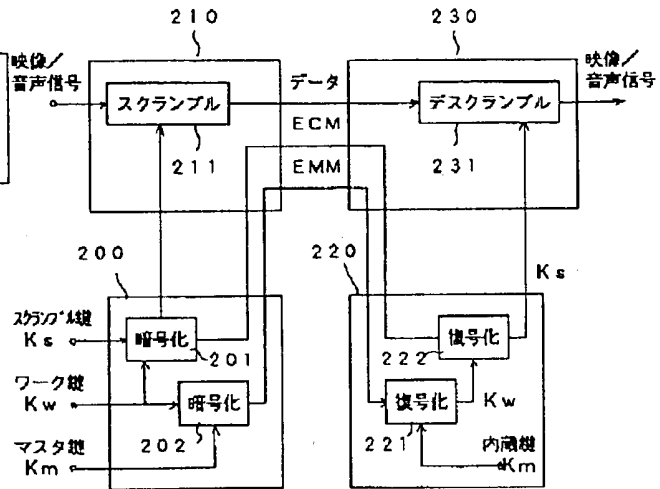 210
230
映像/
音声信号
スクランブル
211
データ
ECM
EMM
デスクランブル
231
映像/
音声信号
200
220
Ks
スクランブル鍵
Ks
暗号化
201
ワーク鍵
Kw
暗号化
202
マスタ鍵
Km
復号化
222
復号化
221
Kw
内蔵鍵
Km